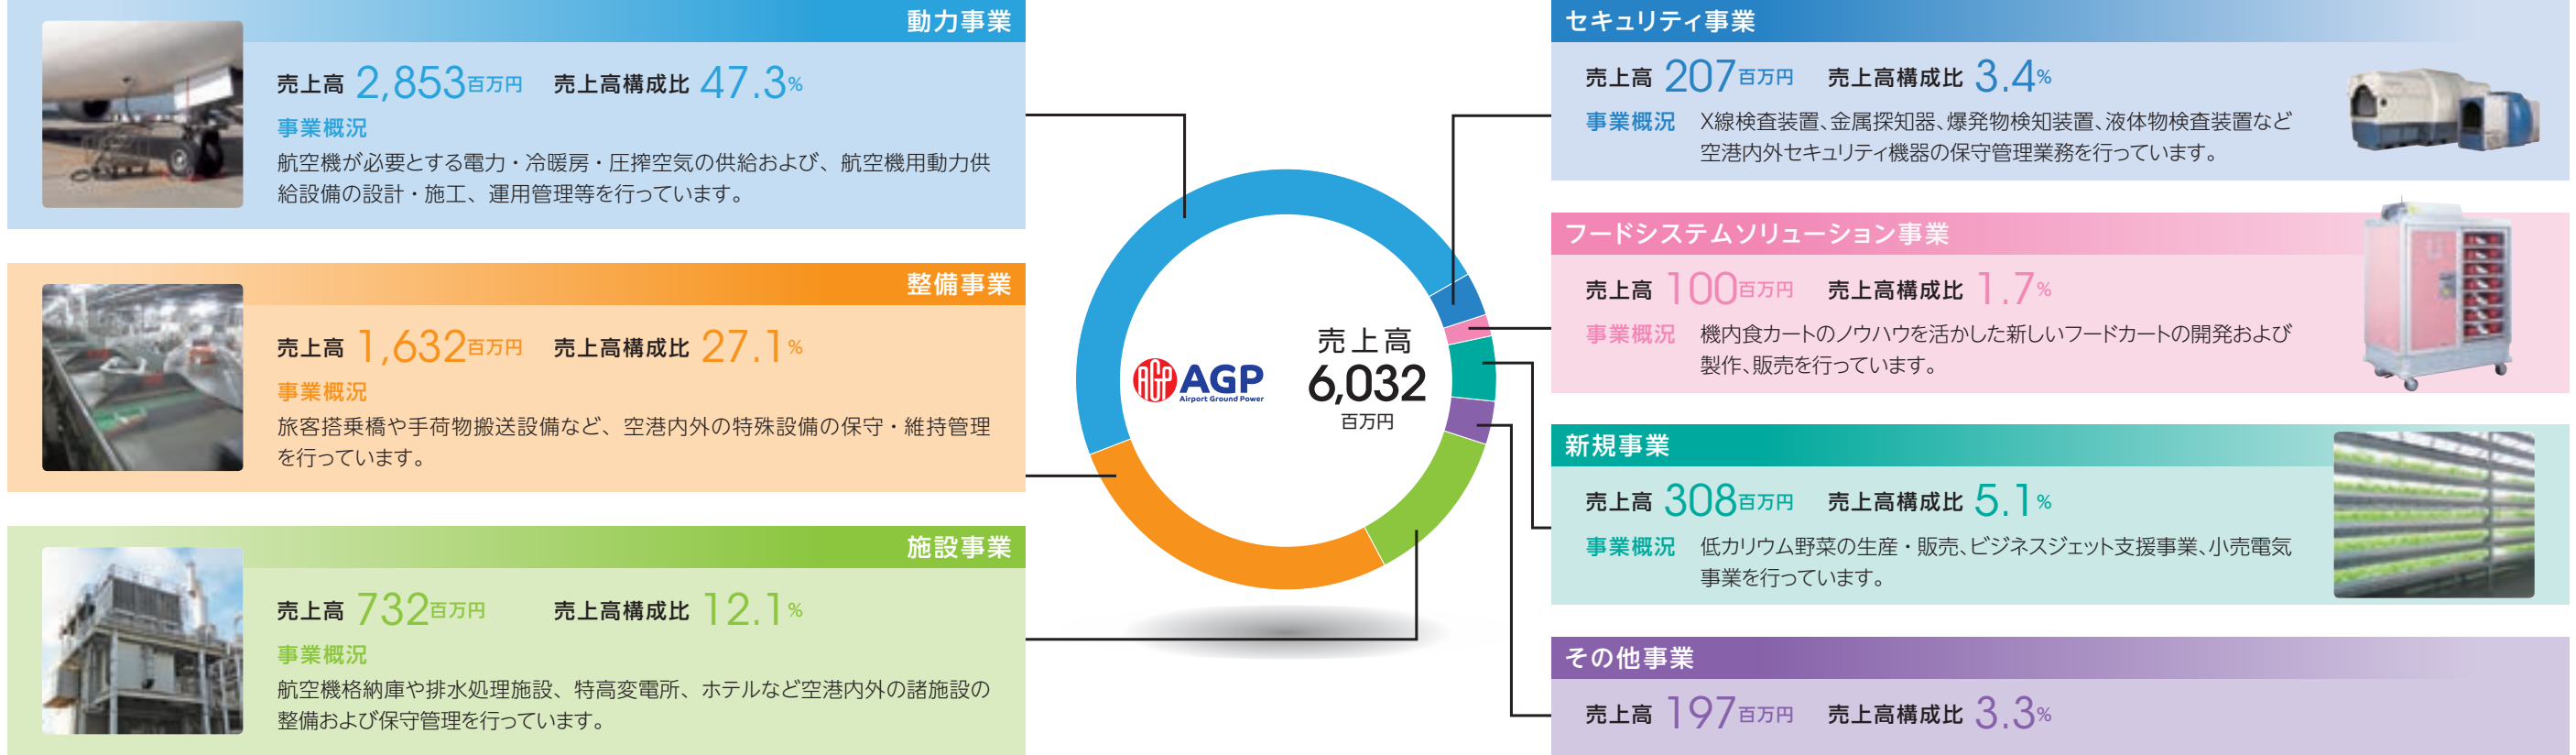 動力事業
売上高 2,853百万円 売上高構成比 47.3%
事業概況
航空機が必要とする電力・冷暖房・圧搾空気の供給および、航空機用動力供
給設備の設計・施工、運用管理等を行っています。
整備事業
売上高 1,632百万円 売上高構成比 27.1%
事業概況
旅客搭乗橋や手荷物搬送設備など、空港内外の特殊設備の保守・維持管理
を行っています。
施設事業
売上高 732百万円 売上高構成比 12.1%
事業概況
航空機格納庫や排水処理施設、特高変電所、ホテルなど空港内外の諸施設の
整備および保守管理を行っています。
AGP AGP
Airport Ground Power
売上高
6,032
百万円
セキュリティ事業
売上高 207百万円 売上高構成比 3.4%
事業概況 X線検査装置、金属探知器、爆発物検知装置、液体物検査装置など
空港内外セキュリティ機器の保守管理業務を行っています。
フードシステムソリューション事業
売上高 100百万円 売上高構成比 1.7%
事業概況 機内食カートのノウハウを活かした新しいフードカートの開発および
製作、販売を行っています。
新規事業
売上高 308百万円 売上高構成比 5.1%
事業概況 低カリウム野菜の生産・販売、ビジネスジェット支援事業、小売電気
事業を行っています。
その他事業
売上高 197百万円 売上高構成比 3.3%